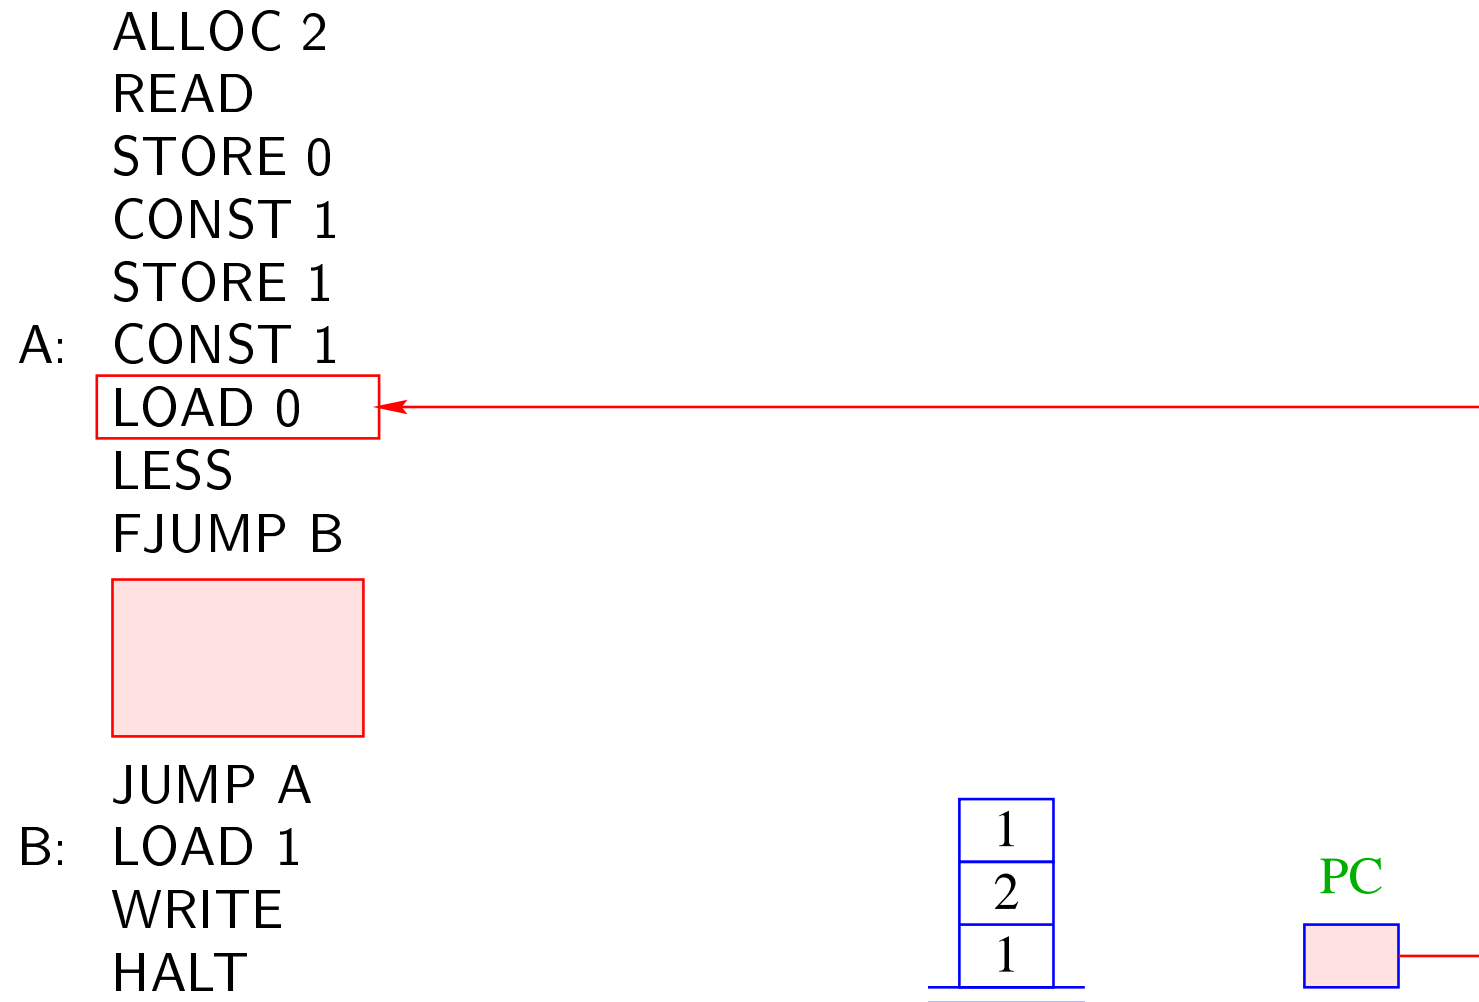 ALLOC 2
READ
STORE 0
CONST 1
STORE 1
A: CONST 1
LOAD 0
LESS
FJUMP B
JUMP A
B: LOAD 1
WRITE
HALT
1
2
1
PC